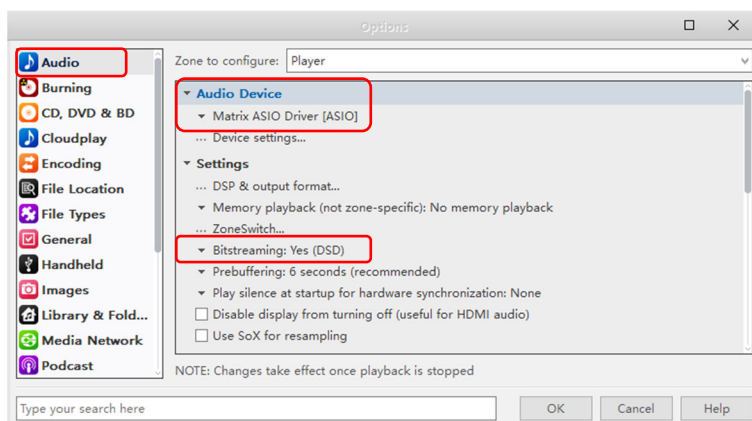 Options
Audio
Burning
CD, DVD & BD
Cloudplay
Encoding
File Location
File Types
General
Handheld
Images
Library & Fold...
Media Network
Podcast
Zone to configure: Player
Audio Device
Matrix ASIO Driver [ASIO]
... Device settings...
Settings
... DSP & output format...
Memory playback (not zone-specific): No memory playback
... ZoneSwitch...
Bitstreaming: Yes (DSD)
Prebuffering: 6 seconds (recommended)
Play silence at startup for hardware synchronization: None
Disable display from turning off (useful for HDMI audio)
Use SoX for resampling
NOTE: Changes take effect once playback is stopped
Type your search here
OK Cancel Help